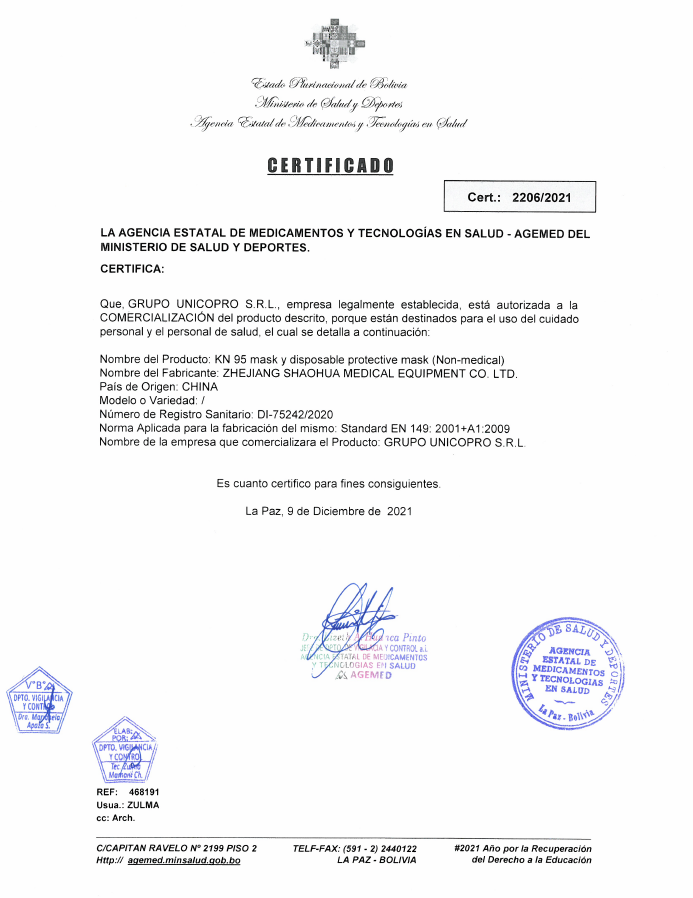 Estado Plurinacional de Bolivia
Ministerio de Salud y Deportes
Agencia Estatal de Medicamentos y Tecnologías en Salud
CERTIFICADO
Cert.: 2206/2021
LA AGENCIA ESTATAL DE MEDICAMENTOS Y TECNOLOGÍAS EN SALUD - AGEMED DEL
MINISTERIO DE SALUD Y DEPORTES.
CERTIFICA:
Que, GRUPO UNICOPRO S.R.L., empresa legalmente establecida, está autorizada a la
COMERCIALIZACIÓN del producto descrito, porque están destinados para el uso del cuidado
personal y el personal de salud, el cual se detalla a continuación:
Nombre del Producto: KN 95 mask y disposable protective mask (Non-medical)
Nombre del Fabricante: ZHEJIANG SHAOHUA MEDICAL EQUIPMENT CO. LTD.
País de Origen: CHINA
Modelo o Variedad: /
Número de Registro Sanitario: DI-75242/2020
Norma Aplicada para la fabricación del mismo: Standard EN 149: 2001+A1:2009
Nombre de la empresa que comercializara el Producto: GRUPO UNICOPRO S.R.L.
Es cuanto certifico para fines consiguientes.
La Paz, 9 de Diciembre de 2021
Pinto
VIGILANCIA Y CONTROL a.i.
AGENCIA ESTATAL DE MEDICAMENTOS
Y TECNOLOGIAS EN SALUD
AGEMED
MINISTERIO DE SALUD Y DEPORTES
AGENCIA
ESTATAL DE
MEDICAMENTOS
Y TECNOLOGIAS
EN SALUD
La Paz - Bolivia
V°B°
DPTO. VIGILANCIA
Y CONTROL
Dra.
Apaza S.
ELAB.
POR:
DPTO. VIGILANCIA
Y CONTROL
Tec. Zulma
Mamani Ch.
REF: 468191
Usua.: ZULMA
cc: Arch.
C/CAPITAN RAVELO Nº 2199 PISO 2
Http:// agemed.minsalud.gob.bo
TELF-FAX: (591 - 2) 2440122
LA PAZ - BOLIVIA
#2021 Año por la Recuperación
del Derecho a la Educación